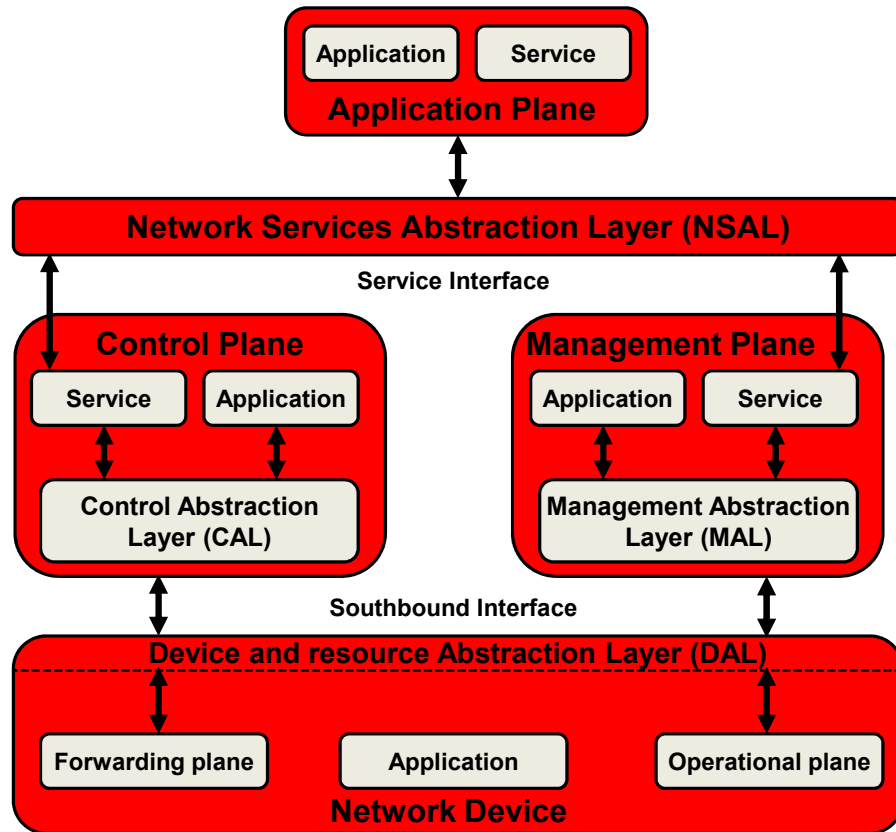 Application
Service
Application Plane
Network Services Abstraction Layer (NSAL)
Service Interface
Control Plane
Service
Application
Control Abstraction
Layer (CAL)
Management Plane
Application
Service
Management Abstraction
Layer (MAL)
Southbound Interface
Device and resource Abstraction Layer (DAL)
Forwarding plane
Application
Operational plane
Network Device